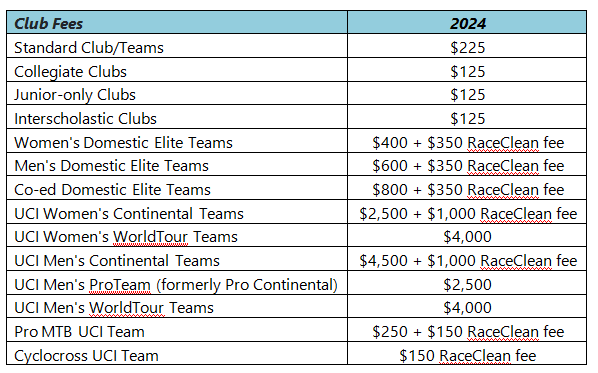 Club Fees 2024
Standard Club/Teams $225
Collegiate Clubs $125
Junior-only Clubs $125
Interscholastic Clubs $125
Women's Domestic Elite Teams $400 + $350 RaceClean fee
Men's Domestic Elite Teams $600 + $350 RaceClean fee
Co-ed Domestic Elite Teams $800 + $350 RaceClean fee
UCI Women's Continental Teams $2,500 + $1,000 RaceClean fee
UCI Women's WorldTour Teams $4,000
UCI Men's Continental Teams $4,500 + $1,000 RaceClean fee
UCI Men's ProTeam (formerly Pro Continental) $2,500
UCI Men's WorldTour Teams $4,000
Pro MTB UCI Team $250 + $150 RaceClean fee
Cyclocross UCI Team $150 RaceClean fee